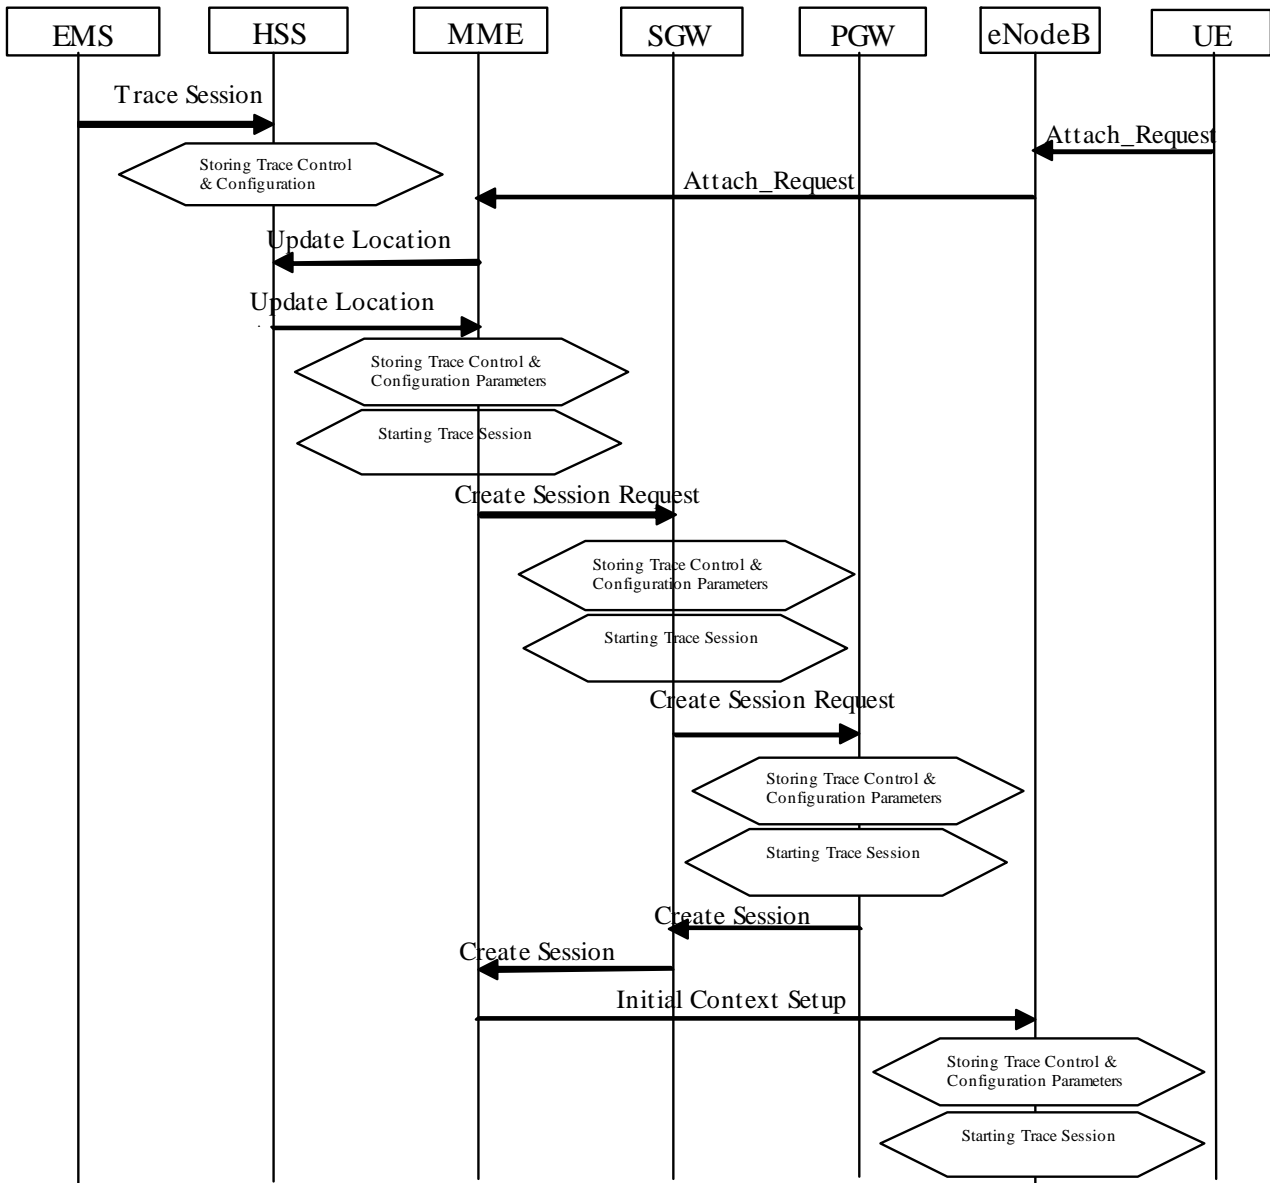 EMS HSS MME SGW PGW eNodeB UE
Trace Session
Attach_Request
Storing Trace Control
& Configuration
Attach_Request
Update Location
Update Location
Storing Trace Control &
Configuration Parameters
Starting Trace Session
Create Session Request
Storing Trace Control &
Configuration Parameters
Starting Trace Session
Create Session Request
Storing Trace Control &
Configuration Parameters
Starting Trace Session
Create Session
Create Session
Initial Context Setup
Storing Trace Control &
Configuration Parameters
Starting Trace Session